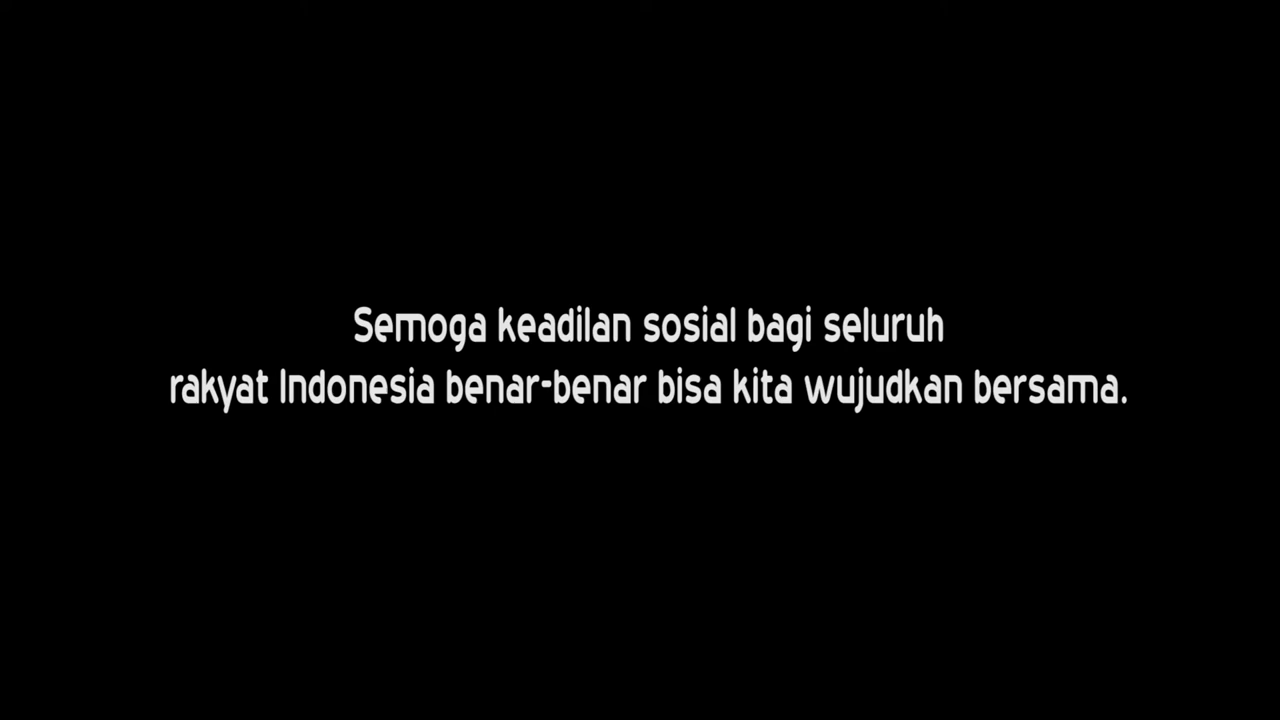 Semoga keadilan sosial bagi seluruh
rakyat Indonesia benar-benar bisa kita wujudkan bersama.